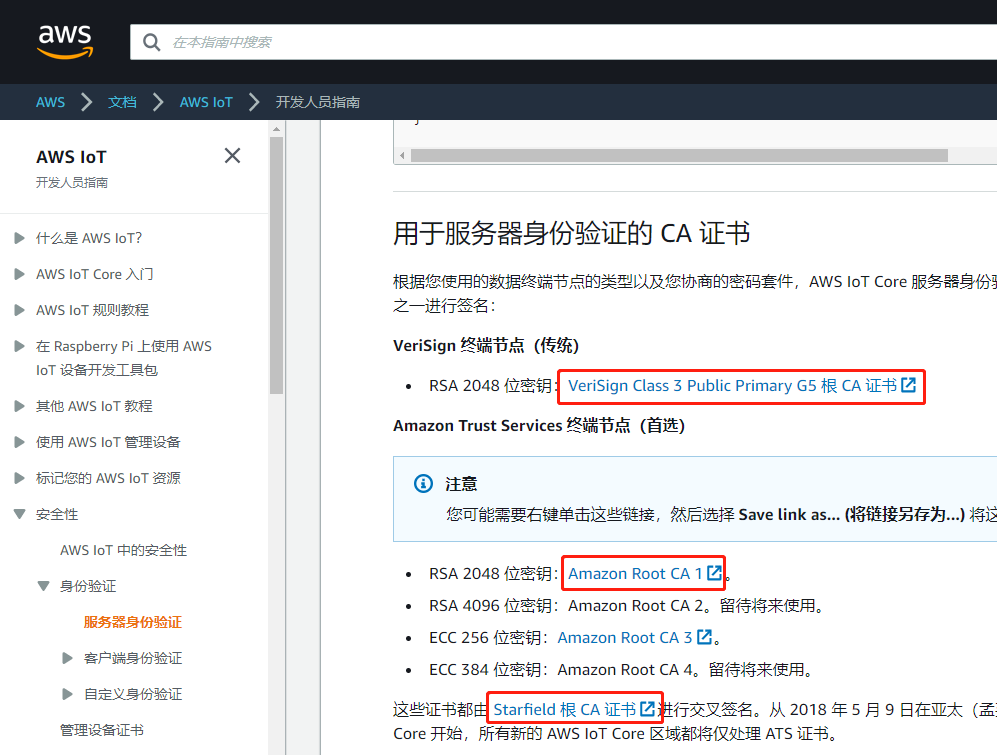 aws
在本指南中搜索
AWS 文档 AWS IoT 开发人员指南
AWS IoT
开发人员指南
什么是 AWS IoT?
AWS IoT Core 入门
AWS IoT 规则教程
在 Raspberry Pi 上使用 AWS
IoT 设备开发工具包
其他 AWS IoT 教程
使用 AWS IoT 管理设备
标记您的 AWS IoT 资源
安全性
AWS IoT 中的安全性
身份验证
服务器身份验证
客户端身份验证
自定义身份验证
管理设备证书
用于服务器身份验证的 CA 证书
根据您使用的数据终端节点的类型以及您协商的密码套件，AWS IoT Core 服务器身份验
之一进行签名：
VeriSign 终端节点（传统）
RSA 2048 位密钥：VeriSign Class 3 Public Primary G5 根 CA 证书
Amazon Trust Services 终端节点（首选）
注意
您可能需要右键单击这些链接，然后选择 Save link as... (将链接另存为...) 将这
RSA 2048 位密钥：Amazon Root CA 1。
RSA 4096 位密钥：Amazon Root CA 2。留待将来使用。
ECC 256 位密钥：Amazon Root CA 3。
ECC 384 位密钥：Amazon Root CA 4。留待将来使用。
这些证书都由 Starfield 根 CA 证书进行交叉签名。从 2018 年 5 月 9 日在亚太（孟买
Core 开始，所有新的 AWS IoT Core 区域都将仅处理 ATS 证书。